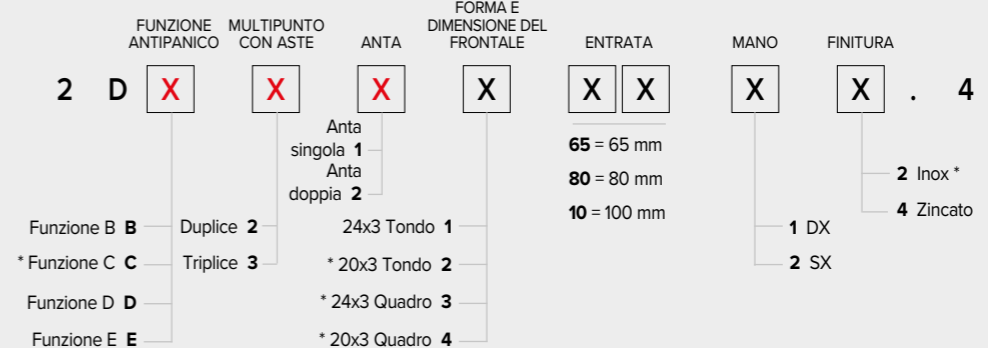 FUNZIONE
ANTIPANICO
MULTIPUNTO
CON ASTE
ANTA
FORMA E
DIMENSIONE DEL
FRONTALE
ENTRATA
MANO
FINITURA
2 D X X X X X X X X . 4
Anta
singola 1
Anta
doppia 2
65 = 65 mm
80 = 80 mm
10 = 100 mm
2 Inox *
4 Zincato
Funzione B B
* Funzione C C
Funzione D D
Funzione E E
Duplice 2
Triplice 3
24x3 Tondo 1
* 20x3 Tondo 2
* 24x3 Quadro 3
* 20x3 Quadro 4
1 DX
2 SX